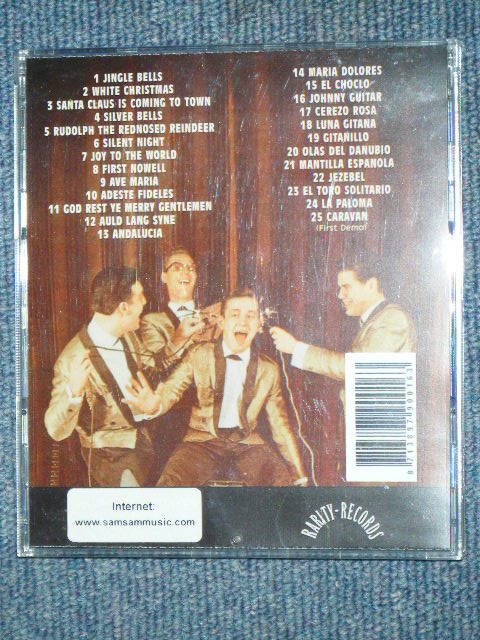 1 JINGLE BELLS
2 WHITE CHRISTMAS
3 SANTA CLAUS IS COMING TO TOWN
4 SILVER BELLS
5 RUDOLPH THE REDNOSED REINDEER
6 SILENT NIGHT
7 JOY TO THE WORLD
8 FIRST NOWELL
9 AVE MARIA
10 ADESTE FIDELES
11 GOD REST YE MERRY GENTLEMEN
12 AULD LANG SYNE
13 ANDALUCIA
14 MARIA DOLORES
15 EL CHOCLO
16 JOHNNY GUITAR
17 CEREZO ROSA
18 LUNA GITANA
19 GITANILLO
20 OLAS DEL DANUBIO
21 MANTILLA ESPANOLA
22 JEZEBEL
23 EL TORO SOLITARIO
24 LA PALOMA
25 CARAVAN
(First Demo)
8 713897 900163
Internet:
www.samsammusic.com
RARITY-RECORDS